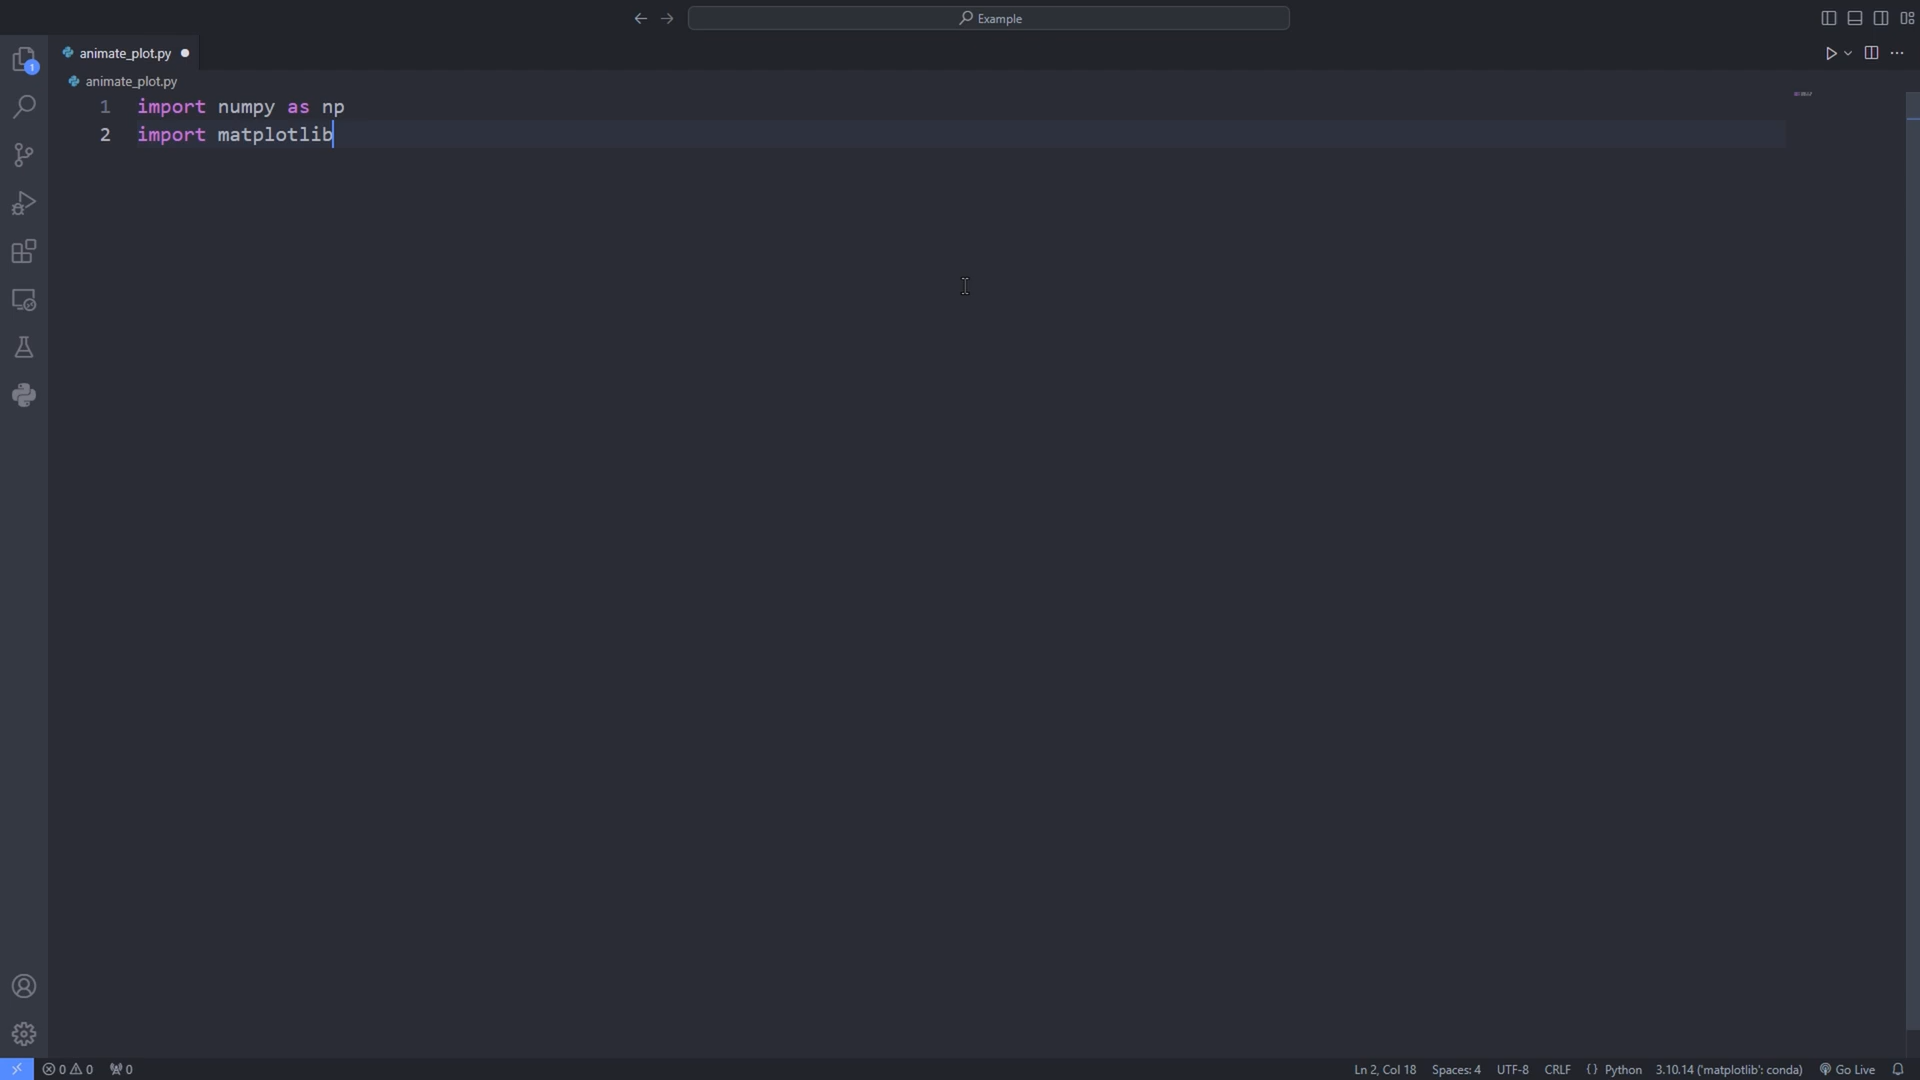 Example
animate_plot.py
1
animate_plot.py
1 import numpy as np
2 import matplotlib
0 0 0
Ln 2, Col 18 Spaces: 4 UTF-8 CRLF {} Python 3.10.14 ('matplotlib': conda) Go Live